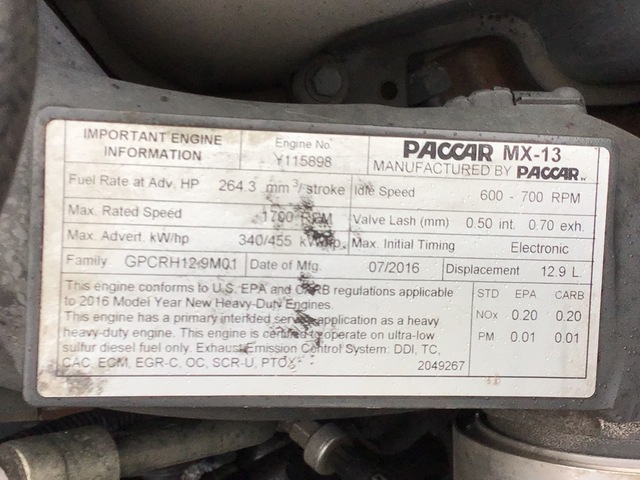 IMPORTANT ENGINE INFORMATION
Engine No.
Y115898
PACCAR MX-13
MANUFACTURED BY PACCAR INC
Fuel Rate at Adv. HP 264.3 mm³/stroke
Idle Speed 600 - 700 RPM
Max. Rated Speed 1700 RPM
Valve Lash (mm) 0.50 int. 0.70 exh.
Max. Advert. kW/hp 340/455 kW/hp
Max. Initial Timing Electronic
Family GPCRH12.9M01
Date of Mfg. 07/2016
Displacement 12.9 L
This engine conforms to U.S. EPA and CARB regulations applicable
to 2016 Model Year New Heavy-Duty Engines.
This engine has a primary intended service application as a heavy
heavy-duty engine. This engine is certified to operate on ultra-low
sulfur diesel fuel only. Exhaust Emission Control System: DDI, TC,
CAC, ECM, EGR-C, OC, SCR-U, PTOX
2049267
STD EPA CARB
NOx 0.20 0.20
PM 0.01 0.01